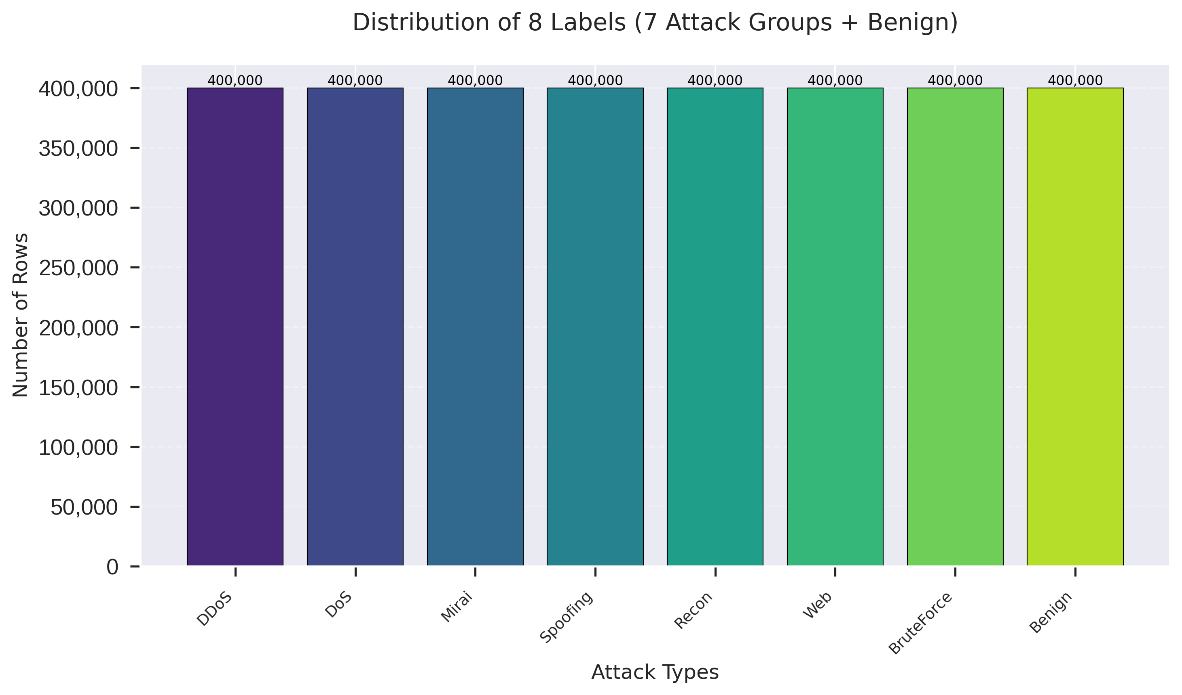 Distribution of 8 Labels (7 Attack Groups + Benign)
400,000 400,000 400,000 400,000 400,000 400,000 400,000 400,000
400,000
350,000
300,000
250,000
200,000
150,000
100,000
50,000
0
Number of Rows
DDoS DoS Mirai Spoofing Recon Web BruteForce Benign
Attack Types